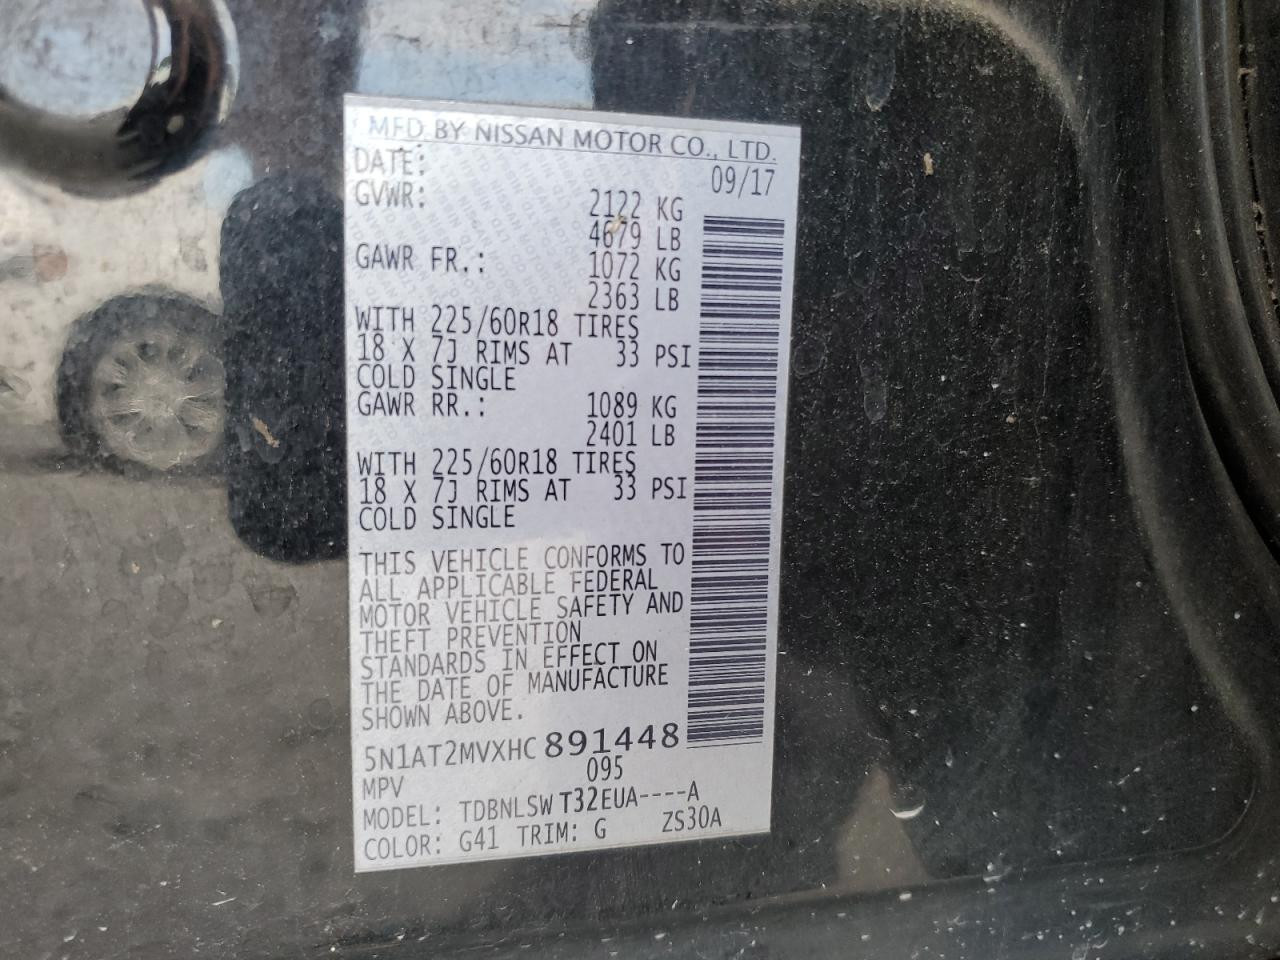 MFD BY NISSAN MOTOR CO., LTD.
DATE: 09/17
GVWR: 2122 KG
4679 LB
GAWR FR.: 1072 KG
2363 LB
WITH 225/60R18 TIRES
18 X 7J RIMS AT 33 PSI
COLD SINGLE
GAWR RR.: 1089 KG
2401 LB
WITH 225/60R18 TIRES
18 X 7J RIMS AT 33 PSI
COLD SINGLE
THIS VEHICLE CONFORMS TO
ALL APPLICABLE FEDERAL
MOTOR VEHICLE SAFETY AND
THEFT PREVENTION
STANDARDS IN EFFECT ON
THE DATE OF MANUFACTURE
SHOWN ABOVE.
5N1AT2MVXHC891448
095
MPV
MODEL: TDBNLSWT32EUA----A
COLOR: G41 TRIM: G ZS30A